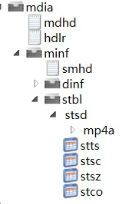 mdia
mdhd
hdlr
minf
smhd
dinf
stbl
stsd
mp4a
stts
stsc
stsz
stco